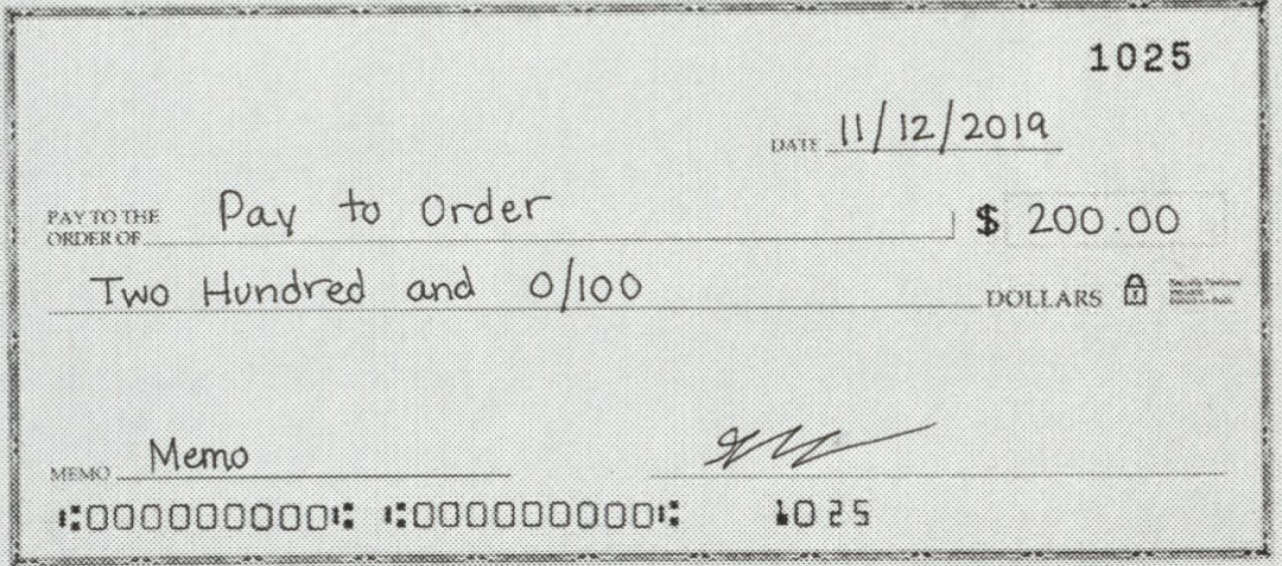 1025
DATE 11/12/2019
PAY TO THE
ORDER OF Pay to Order $ 200.00
Two Hundred and 0/100 DOLLARS
MEMO Memo
⑆000000000⑆ ⑆000000000⑆ 1025